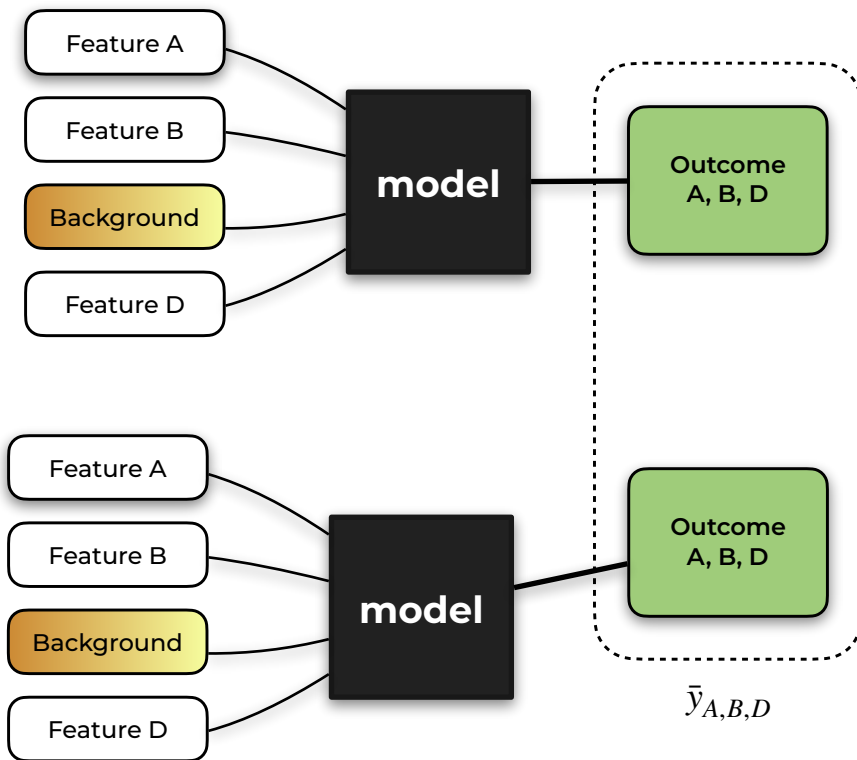 Feature A
Feature B
Background
Feature D
model
Outcome
A, B, D
Feature A
Feature B
Background
Feature D
model
Outcome
A, B, D
ȳA,B,D